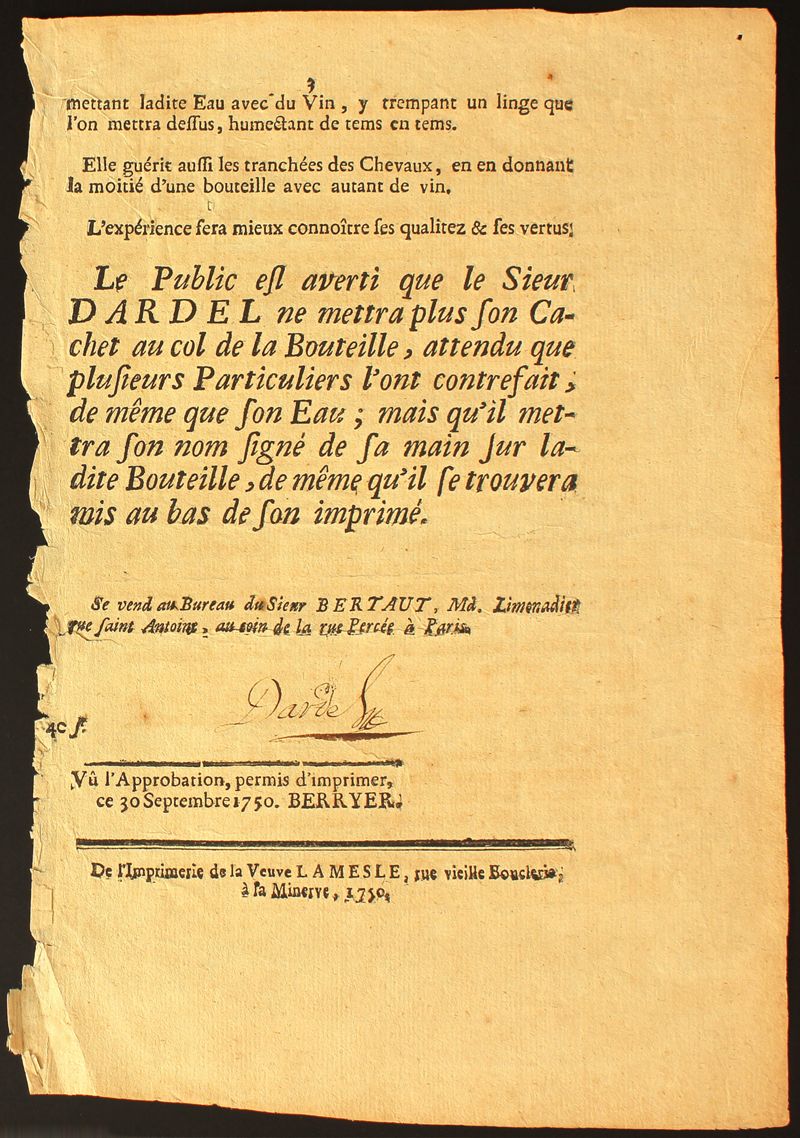 3
mettant ladite Eau avec du Vin, y trempant un linge que
l'on mettra deſſus, humectant de tems en tems.
Elle guérit auſſi les tranchées des Chevaux, en en donnant
la moitié d'une bouteille avec autant de vin.
L'expérience fera mieux connoître ſes qualitez & ſes vertus;
Le Public eſt averti que le Sieur
DARDEL ne mettra plus ſon Ca-
chet au col de la Bouteille, attendu que
pluſieurs Particuliers l'ont contrefait,
de même que ſon Eau ; mais qu'il met-
tra ſon nom ſigné de ſa main ſur la-
dite Bouteille, de même qu'il ſe trouvera
mis au bas de ſon imprimé.
Se vend au Bureau du Sieur BERTAUT, Md. Limonadier
rue ſaint Antoine, au coin de la rue Percée à Paris.
Dardel
40 ſ.
Vû l'Approbation, permis d'imprimer,
ce 30 Septembre 1750. BERRYER.
De l'Imprimerie de la Veuve LAMESLE, rue vieille Bouclerie,
à la Minerve, 1750.